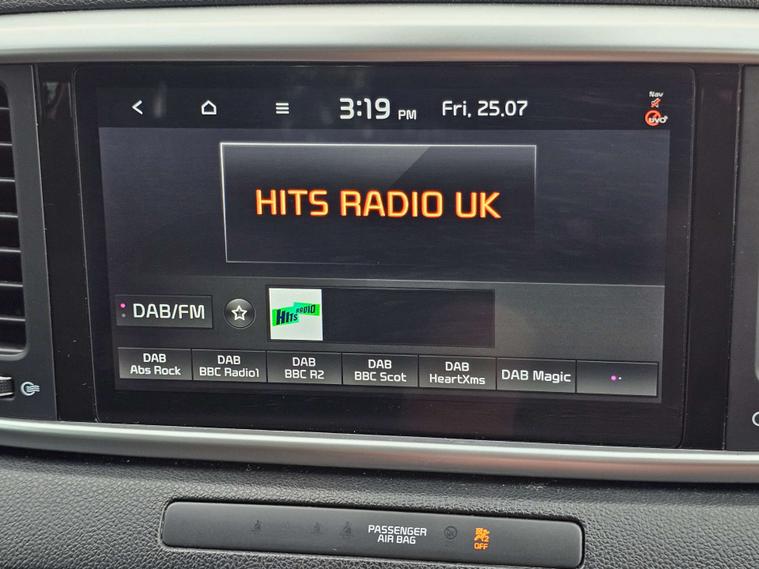 3:19 PM Fri, 25.07
Nav
UVO
HITS RADIO UK
DAB/FM
HITS RADIO
DAB
Abs Rock
DAB
BBC Radio1
DAB
BBC R2
DAB
BBC Scot
DAB
HeartXms
DAB Magic
PASSENGER
AIR BAG
OFF